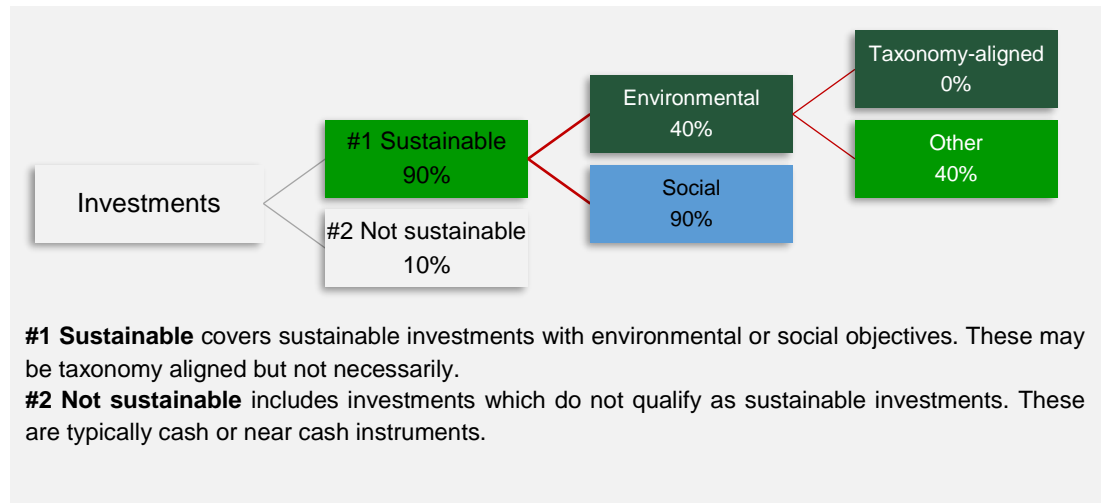 Investments
#1 Sustainable
90%
#2 Not sustainable
10%
Environmental
40%
Social
90%
Taxonomy-aligned
0%
Other
40%
#1 Sustainable covers sustainable investments with environmental or social objectives. These may
be taxonomy aligned but not necessarily.
#2 Not sustainable includes investments which do not qualify as sustainable investments. These
are typically cash or near cash instruments.